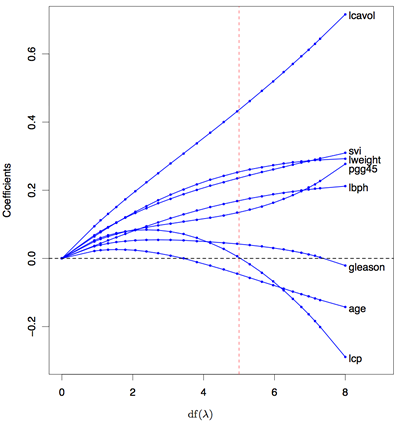 lcavol
0.6
0.4
svi
lweight
pgg45
0.2
lbph
0.0
gleason
age
−0.2
lcp
Coefficients
0 2 4 6 8
df(λ)